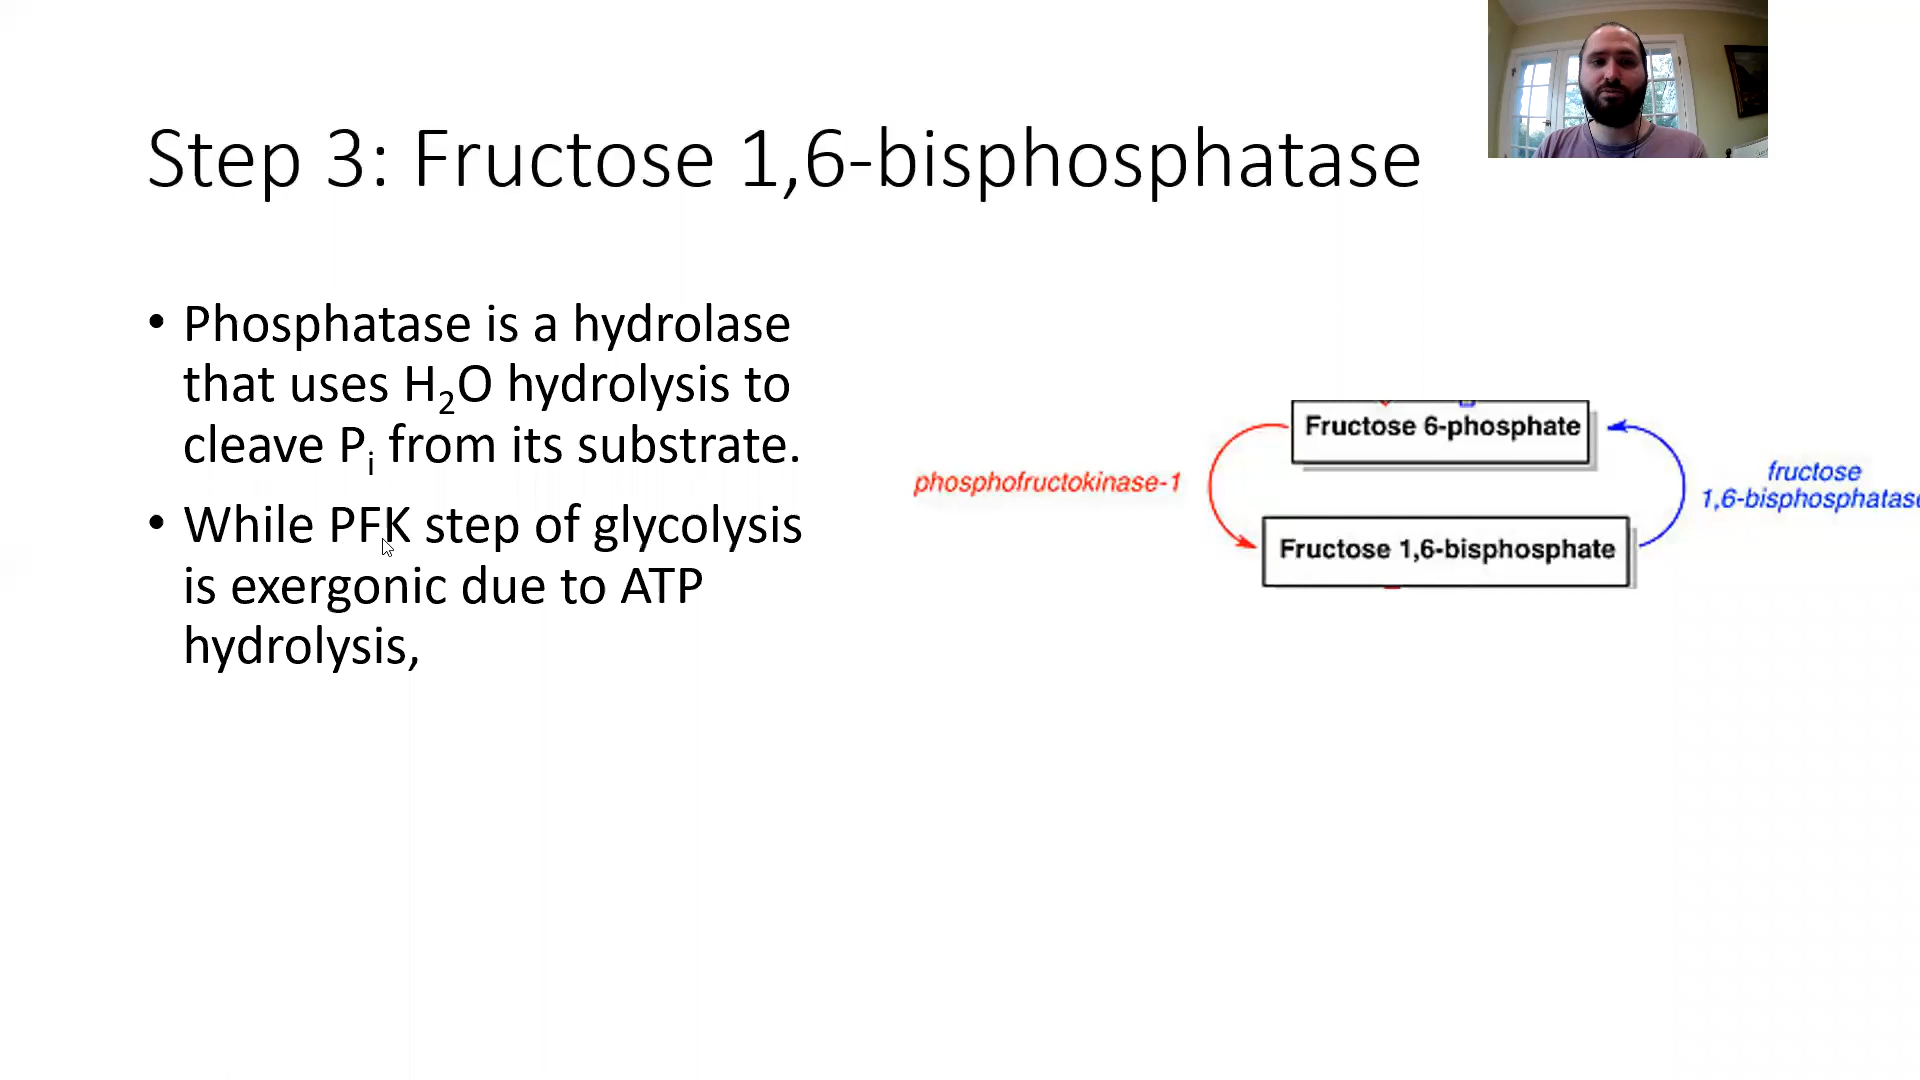 Step 3: Fructose 1,6-bisphosphatase
• Phosphatase is a hydrolase
that uses H₂O hydrolysis to
cleave Pᵢ from its substrate.
• While PFK step of glycolysis
is exergonic due to ATP
hydrolysis,
Fructose 6-phosphate
phosphofructokinase-1
fructose
1,6-bisphosphatase
Fructose 1,6-bisphosphate